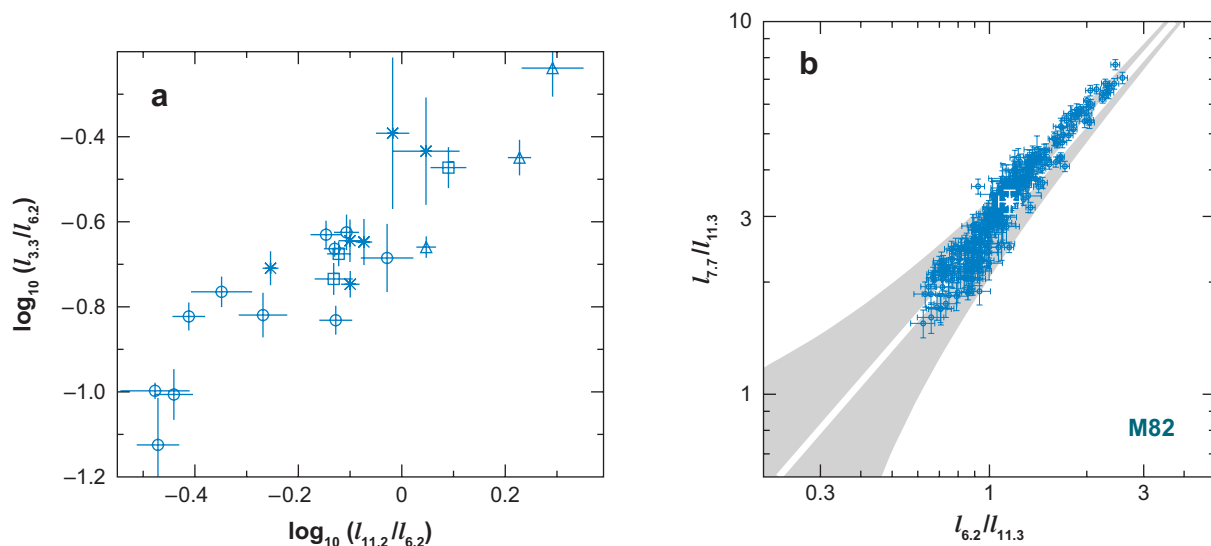 a
−0.4
−0.6
−0.8
−1.0
−1.2
−0.4
−0.2
0
0.2
log₁₀ (I₃.₃/I₆.₂)
log₁₀ (I₁₁.₂/I₆.₂)
b
10
3
1
0.3
1
3
I₇.₇/I₁₁.₃
I₆.₂/I₁₁.₃
M82